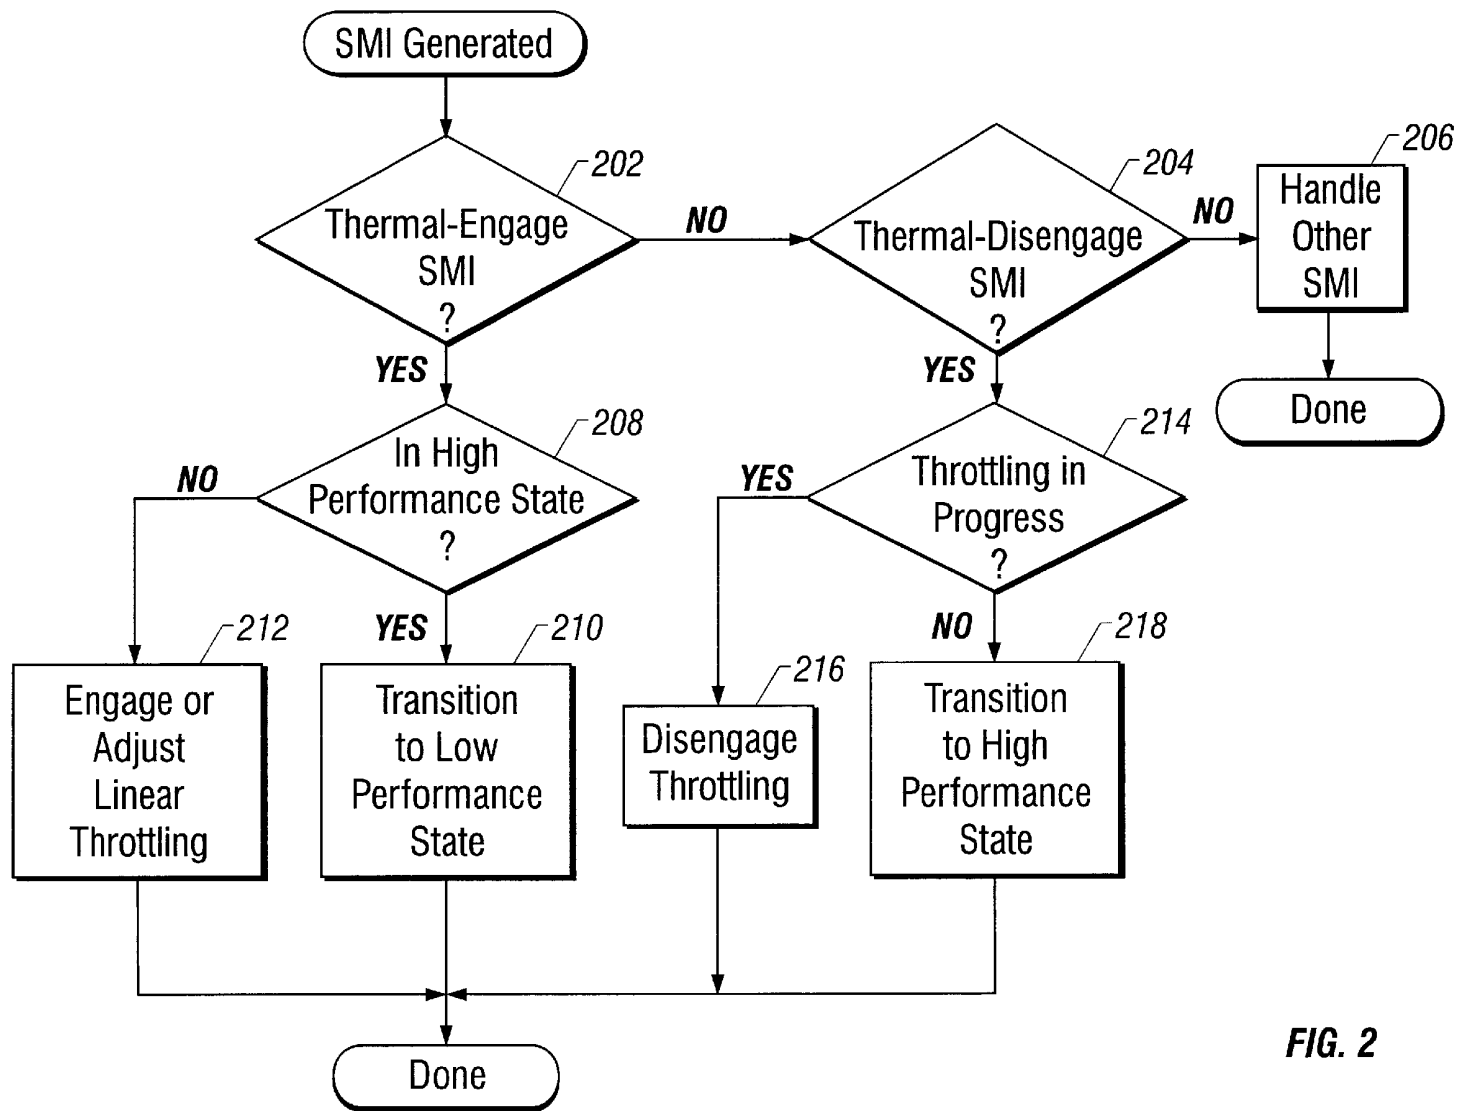 SMI Generated
202
Thermal-Engage
SMI
?
NO
204
Thermal-Disengage
SMI
?
NO
206
Handle
Other
SMI
Done
YES
208
In High
Performance State
?
NO
YES
YES
214
Throttling in
Progress
?
YES
NO
212
Engage or
Adjust
Linear
Throttling
210
Transition
to Low
Performance
State
216
Disengage
Throttling
218
Transition
to High
Performance
State
Done
FIG. 2